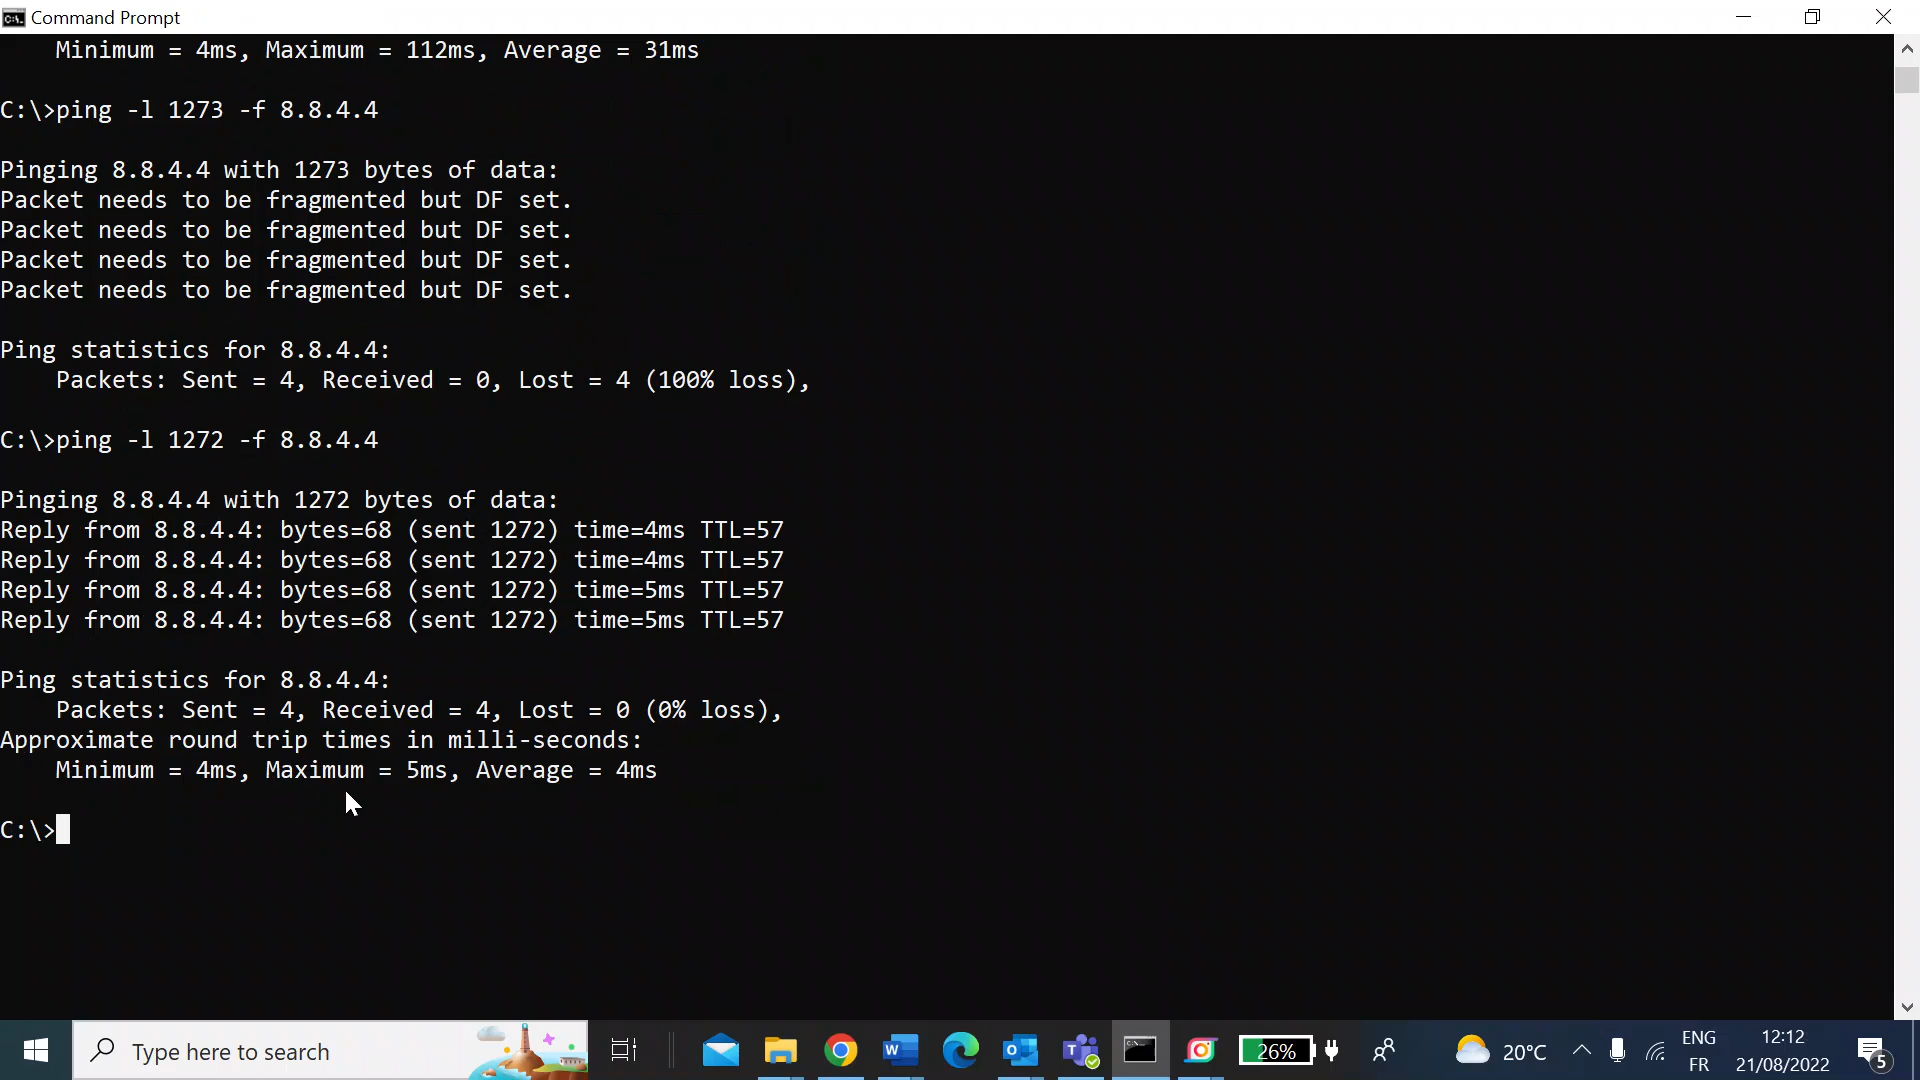 Command Prompt
Minimum = 4ms, Maximum = 112ms, Average = 31ms
C:\>ping -l 1273 -f 8.8.4.4
Pinging 8.8.4.4 with 1273 bytes of data:
Packet needs to be fragmented but DF set.
Packet needs to be fragmented but DF set.
Packet needs to be fragmented but DF set.
Packet needs to be fragmented but DF set.
Ping statistics for 8.8.4.4:
Packets: Sent = 4, Received = 0, Lost = 4 (100% loss),
C:\>ping -l 1272 -f 8.8.4.4
Pinging 8.8.4.4 with 1272 bytes of data:
Reply from 8.8.4.4: bytes=68 (sent 1272) time=4ms TTL=57
Reply from 8.8.4.4: bytes=68 (sent 1272) time=4ms TTL=57
Reply from 8.8.4.4: bytes=68 (sent 1272) time=5ms TTL=57
Reply from 8.8.4.4: bytes=68 (sent 1272) time=5ms TTL=57
Ping statistics for 8.8.4.4:
Packets: Sent = 4, Received = 4, Lost = 0 (0% loss),
Approximate round trip times in milli-seconds:
Minimum = 4ms, Maximum = 5ms, Average = 4ms
C:\>
Type here to search
26%
20°C
ENG
FR
12:12
21/08/2022
5